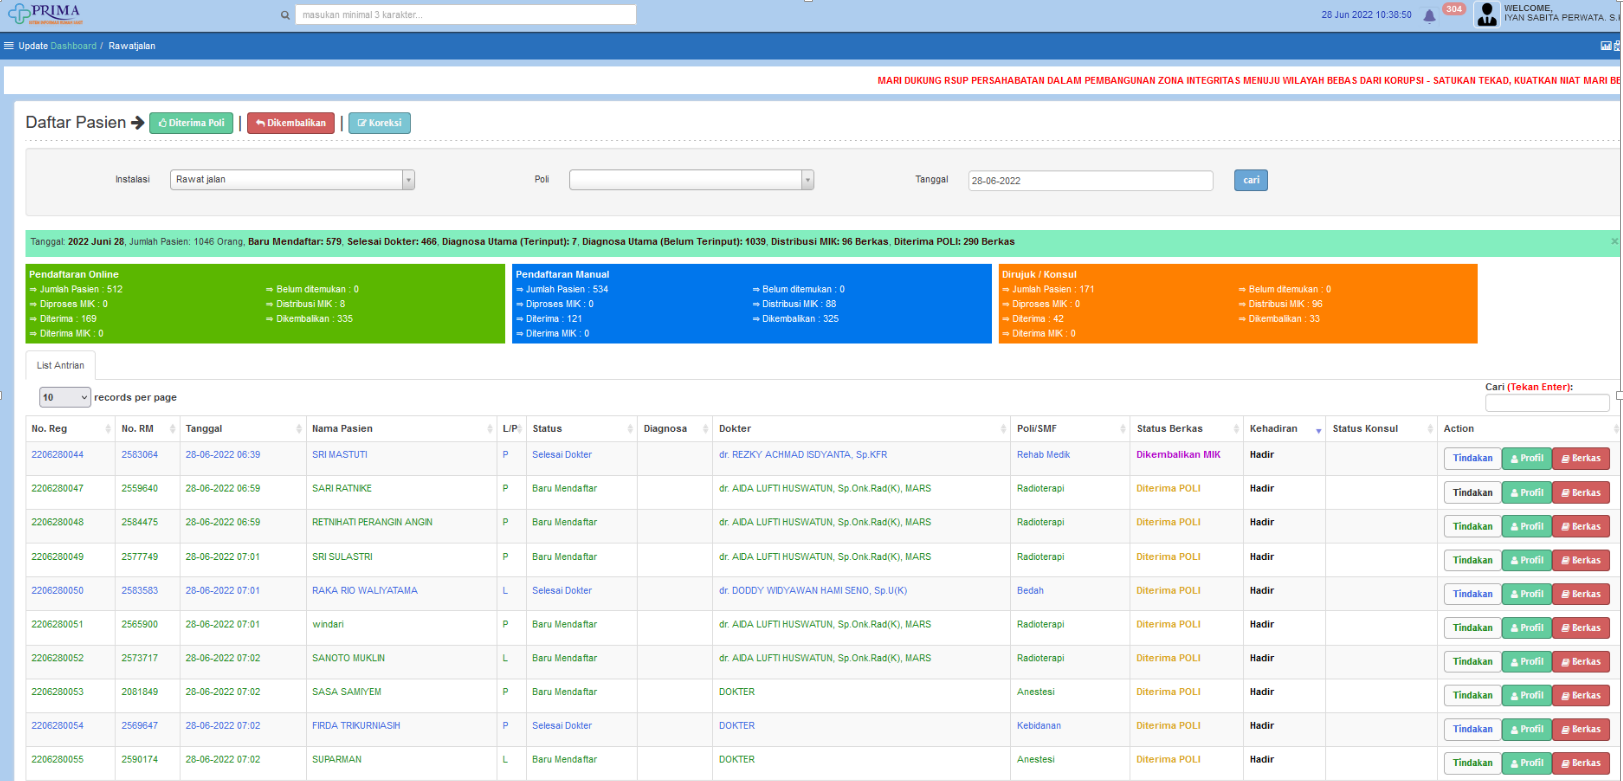 PRIMA
masukan minimal 3 karakter...
28 Jun 2022 10:38:50
304
WELCOME,
IYAN SABITA PERWATA, S.
Update Dashboard / Rawatjalan
MARI DUKUNG RSUP PERSAHABATAN DALAM PEMBANGUNAN ZONA INTEGRITAS MENUJU WILAYAH BEBAS DARI KORUPSI - SATUKAN TEKAD, KUATKAN NIAT MARI BE
Daftar Pasien Diterima Poli | Dikembalikan | Koreksi
Instalasi Rawat jalan Poli Tanggal 28-06-2022 cari
Tanggal: 2022 Juni 28, Jumlah Pasien: 1046 Orang, Baru Mendaftar: 579, Selesai Dokter: 466, Diagnosa Utama (Terinput): 7, Diagnosa Utama (Belum Terinput): 1039, Distribusi MIK: 96 Berkas, Diterima POLI: 290 Berkas ×
Pendaftaran Online
⇒ Jumlah Pasien : 512 ⇒ Belum ditemukan : 0
⇒ Diproses MIK : 0 ⇒ Distribusi MIK : 8
⇒ Diterima : 169 ⇒ Dikembalikan : 335
⇒ Diterima MIK : 0
Pendaftaran Manual
⇒ Jumlah Pasien : 534 ⇒ Belum ditemukan : 0
⇒ Diproses MIK : 0 ⇒ Distribusi MIK : 88
⇒ Diterima : 121 ⇒ Dikembalikan : 325
⇒ Diterima MIK : 0
Dirujuk / Konsul
⇒ Jumlah Pasien : 171 ⇒ Belum ditemukan : 0
⇒ Diproses MIK : 0 ⇒ Distribusi MIK : 96
⇒ Diterima : 42 ⇒ Dikembalikan : 33
⇒ Diterima MIK : 0
List Antrian
10 records per page
Cari (Tekan Enter):
No. Reg No. RM Tanggal Nama Pasien L/P Status Diagnosa Dokter Poli/SMF Status Berkas Kehadiran Status Konsul Action
2206280044 2583064 28-06-2022 06:39 SRI MASTUTI P Selesai Dokter dr. REZKY ACHMAD ISDYANTA, Sp.KFR Rehab Medik Dikembalikan MIK Hadir Tindakan Profil Berkas
2206280047 2559640 28-06-2022 06:59 SARI RATNIKE P Baru Mendaftar dr. AIDA LUFTI HUSWATUN, Sp.Onk.Rad(K), MARS Radioterapi Diterima POLI Hadir Tindakan Profil Berkas
2206280048 2584475 28-06-2022 06:59 RETNIHATI PERANGIN ANGIN P Baru Mendaftar dr. AIDA LUFTI HUSWATUN, Sp.Onk.Rad(K), MARS Radioterapi Diterima POLI Hadir Tindakan Profil Berkas
2206280049 2577749 28-06-2022 07:01 SRI SULASTRI P Baru Mendaftar dr. AIDA LUFTI HUSWATUN, Sp.Onk.Rad(K), MARS Radioterapi Diterima POLI Hadir Tindakan Profil Berkas
2206280050 2583583 28-06-2022 07:01 RAKA RIO WALIYATAMA L Selesai Dokter dr. DODDY WIDYAWAN HAMI SENO, Sp.U(K) Bedah Diterima POLI Hadir Tindakan Profil Berkas
2206280051 2565900 28-06-2022 07:01 windari P Baru Mendaftar dr. AIDA LUFTI HUSWATUN, Sp.Onk.Rad(K), MARS Radioterapi Diterima POLI Hadir Tindakan Profil Berkas
2206280052 2573717 28-06-2022 07:02 SANOTO MUKLIN L Baru Mendaftar dr. AIDA LUFTI HUSWATUN, Sp.Onk.Rad(K), MARS Radioterapi Diterima POLI Hadir Tindakan Profil Berkas
2206280053 2081849 28-06-2022 07:02 SASA SAMIYEM P Baru Mendaftar DOKTER Anestesi Diterima POLI Hadir Tindakan Profil Berkas
2206280054 2569647 28-06-2022 07:02 FIRDA TRIKURNIASIH P Selesai Dokter DOKTER Kebidanan Diterima POLI Hadir Tindakan Profil Berkas
2206280055 2590174 28-06-2022 07:02 SUPARMAN L Baru Mendaftar DOKTER Anestesi Diterima POLI Hadir Tindakan Profil Berkas